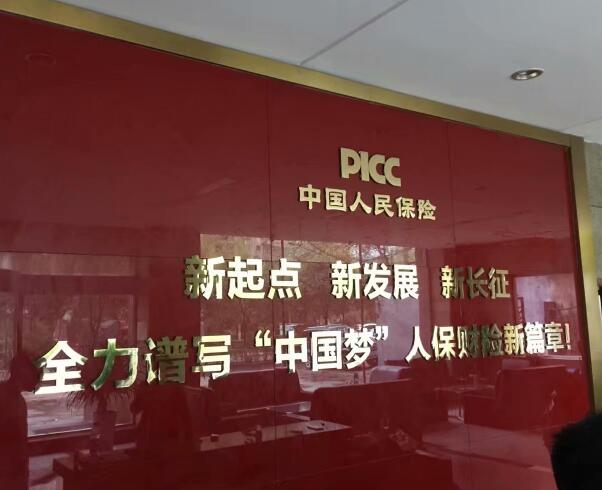 PICC
中国人民保险
新起点 新发展 新长征
全力谱写“中国梦”人保财险新篇章!